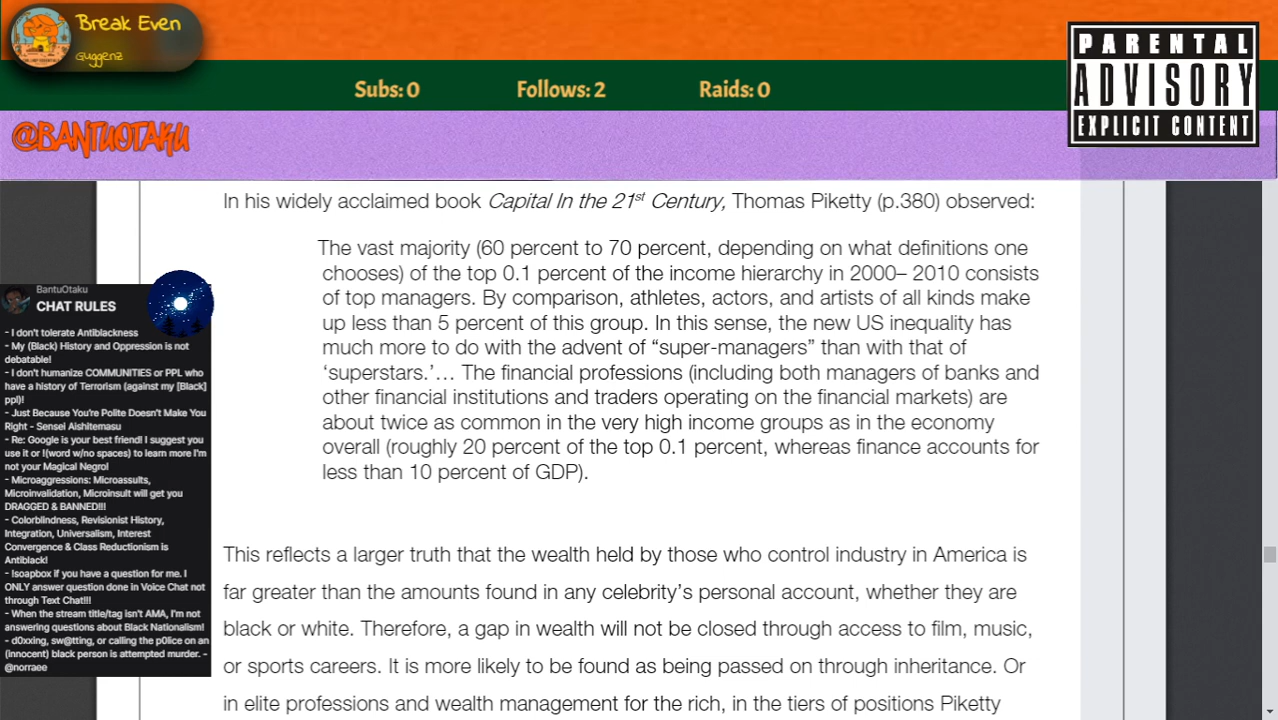 Break Even
Guggenz
Subs: 0
Follows: 2
Raids: 0
PARENTAL
ADVISORY
EXPLICIT CONTENT
@BANTUOTAKU
In his widely acclaimed book Capital In the 21st Century, Thomas Piketty (p.380) observed:
The vast majority (60 percent to 70 percent, depending on what definitions one
chooses) of the top 0.1 percent of the income hierarchy in 2000– 2010 consists
of top managers. By comparison, athletes, actors, and artists of all kinds make
up less than 5 percent of this group. In this sense, the new US inequality has
much more to do with the advent of “super-managers” than with that of
‘superstars.’… The financial professions (including both managers of banks and
other financial institutions and traders operating on the financial markets) are
about twice as common in the very high income groups as in the economy
overall (roughly 20 percent of the top 0.1 percent, whereas finance accounts for
less than 10 percent of GDP).
This reflects a larger truth that the wealth held by those who control industry in America is
far greater than the amounts found in any celebrity’s personal account, whether they are
black or white. Therefore, a gap in wealth will not be closed through access to film, music,
or sports careers. It is more likely to be found as being passed on through inheritance. Or
in elite professions and wealth management for the rich, in the tiers of positions Piketty
BantuOtaku
CHAT RULES
- I don't tolerate Antiblackness
- My (Black) History and Oppression is not
debatable!
- I don't humanize COMMUNITIES or PPL who
have a history of Terrorism (against my [Black]
ppl)!
- Just Because You're Polite Doesn't Make You
Right - Sensei Aishitemasu
- Re: Google is your best friend! I suggest you
use it or !(word w/no spaces) to learn more I'm
not your Magical Negro!
- Microaggressions: Microassults,
Microinvalidation, Microinsult will get you
DRAGGED & BANNED!!!
- Colorblindness, Revisionist History,
Integration, Universalism, Interest
Convergence & Class Reductionism is
Antiblack!
- !soapbox if you have a question for me. I
ONLY answer question done in Voice Chat not
through Text Chat!!!
- When the stream title/tag isn't AMA, I'm not
answering questions about Black Nationalism!
- d0xxing, sw@tting, or calling the p0lice on an
(innocent) black person is attempted murder. -
@norraee